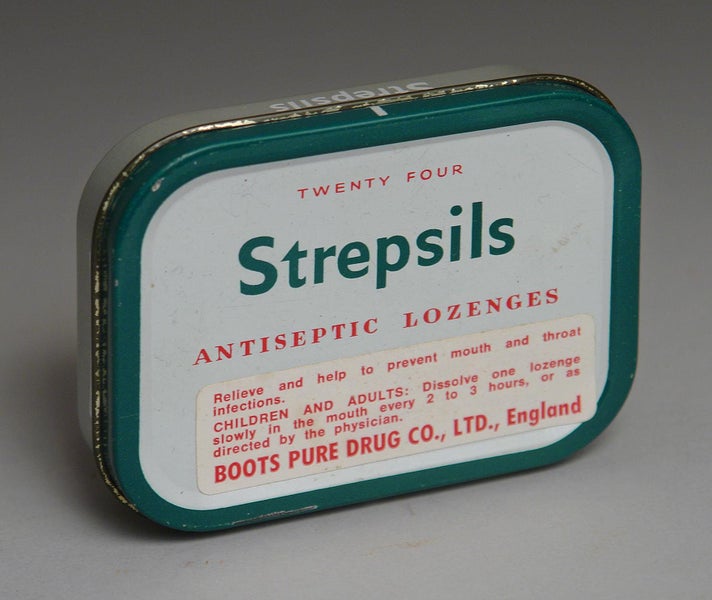 Strepsils
TWENTY FOUR
Strepsils
ANTISEPTIC LOZENGES
Relieve and help to prevent mouth and throat
infections.
CHILDREN AND ADULTS: Dissolve one lozenge
slowly in the mouth every 2 to 3 hours, or as
directed by the physician.
BOOTS PURE DRUG CO., LTD., England